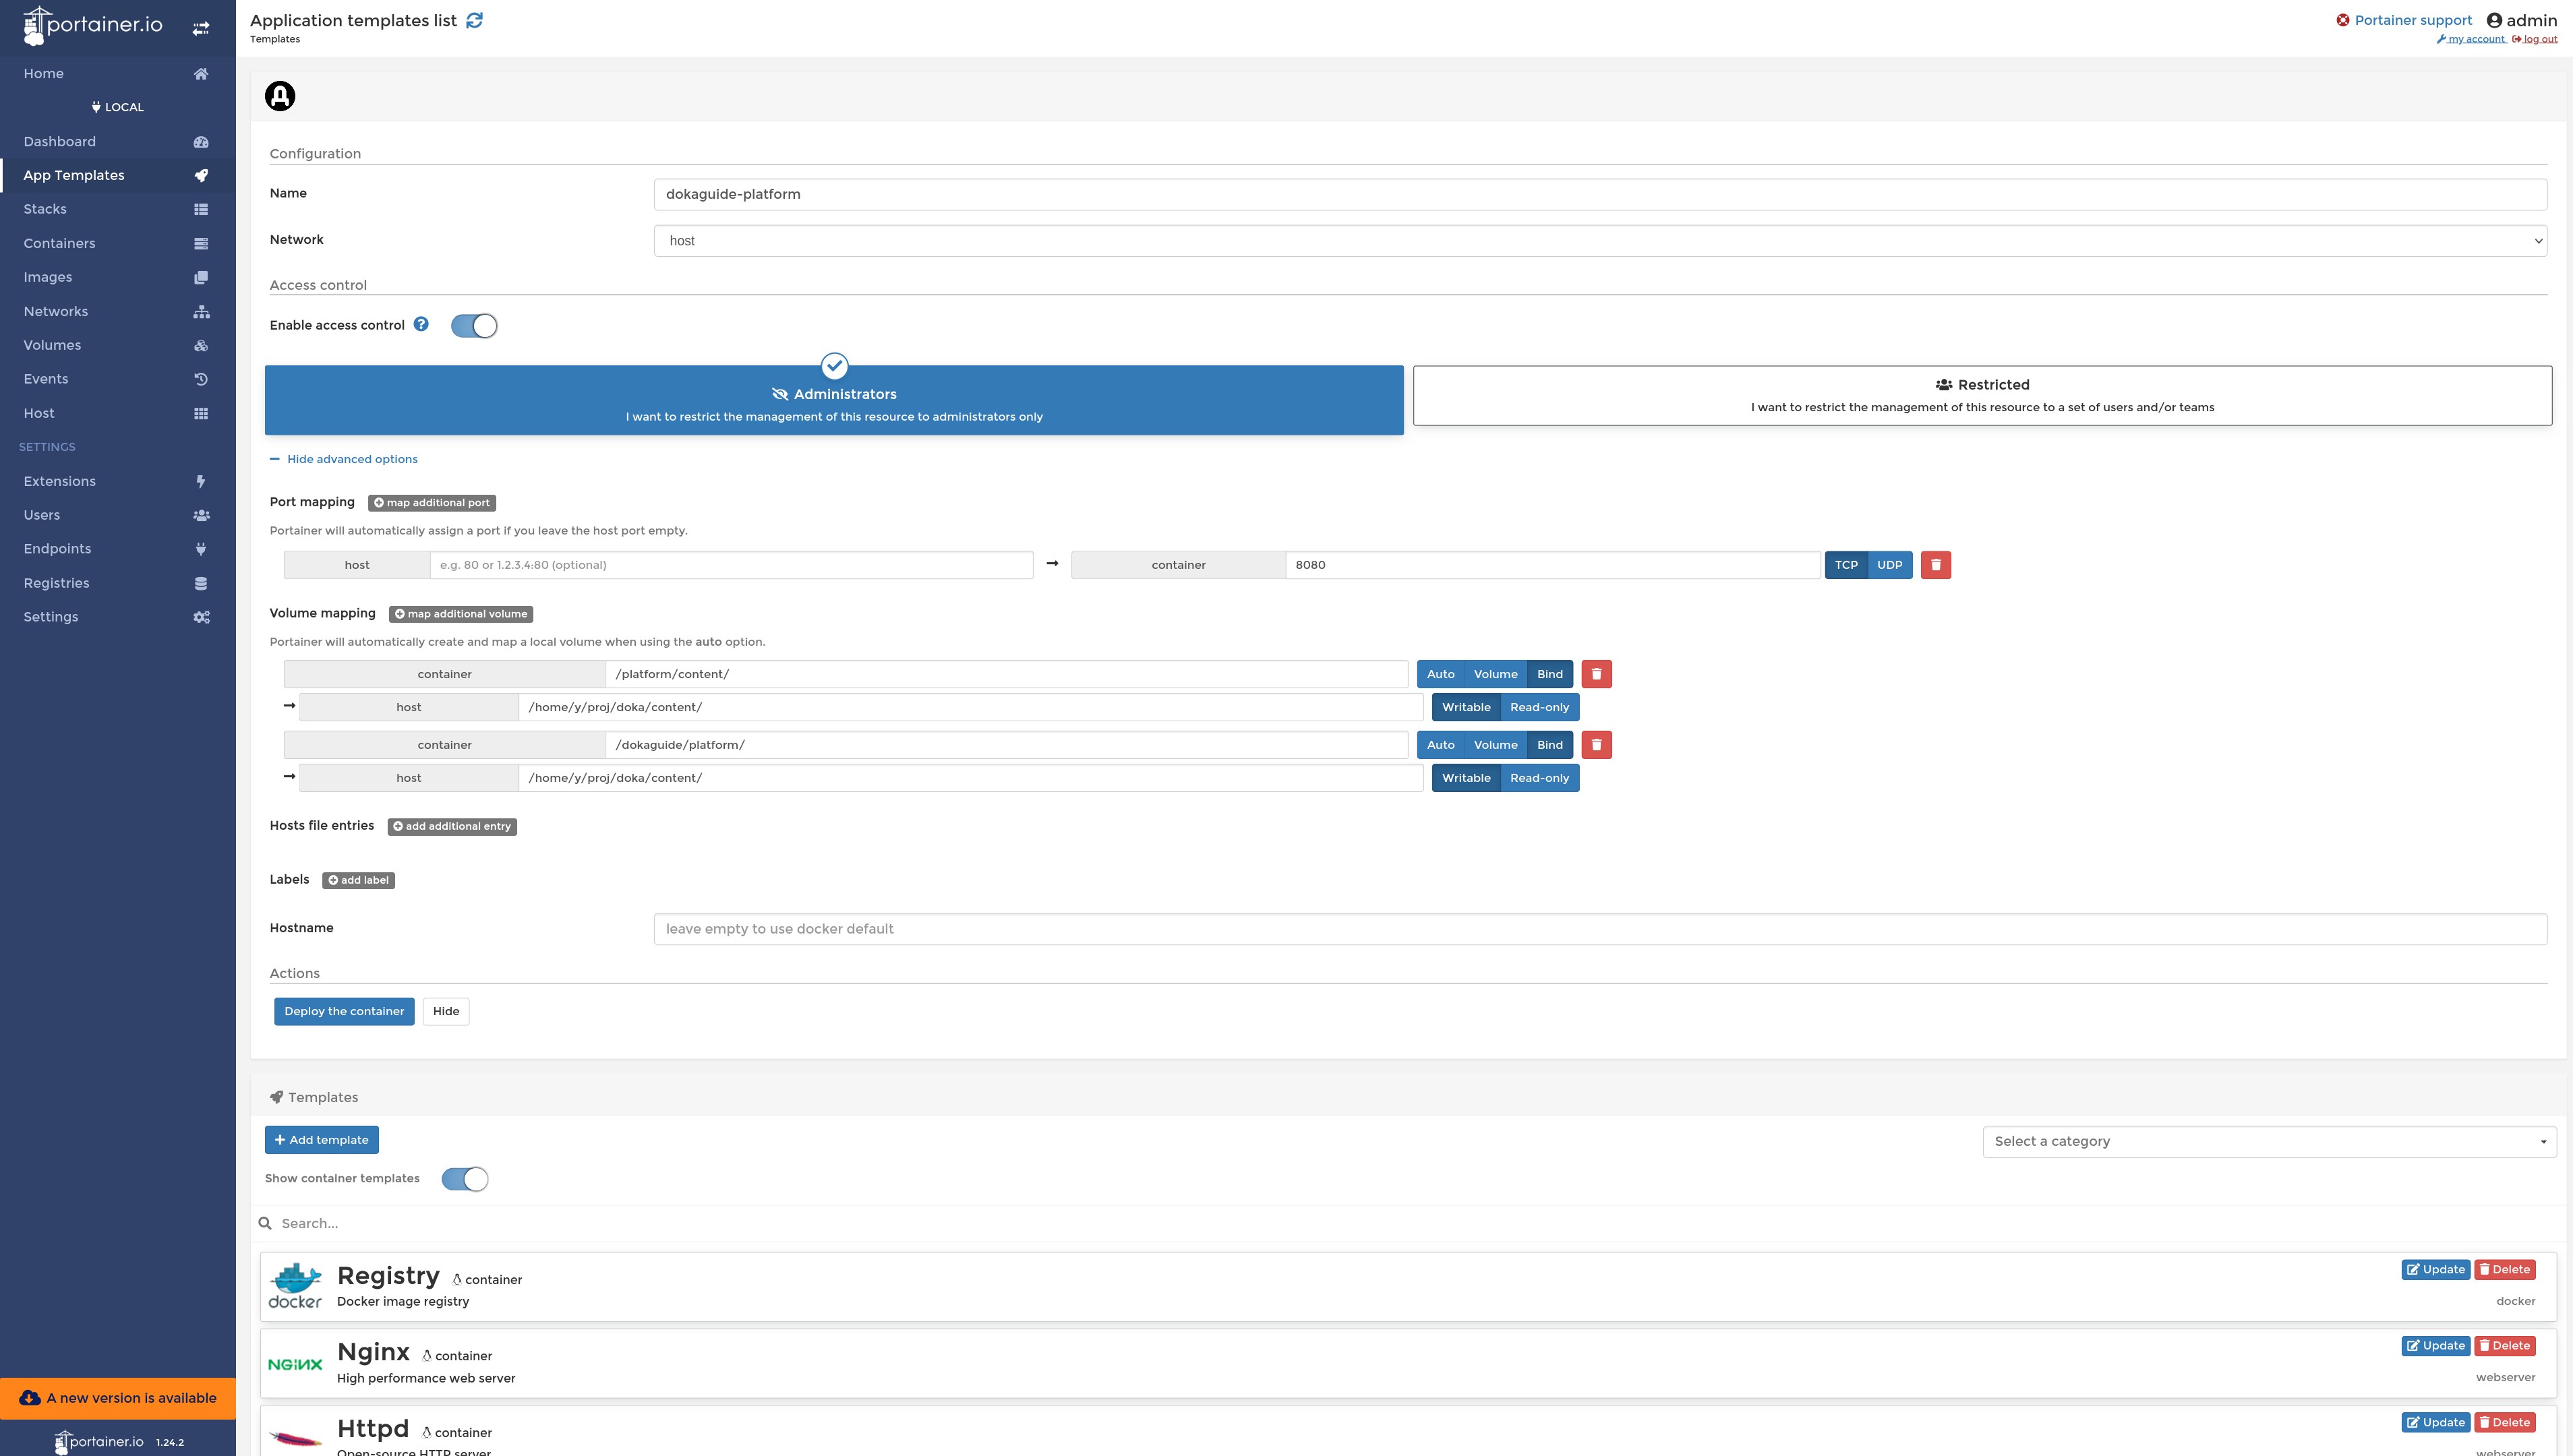 portainer.io
Home
LOCAL
Dashboard
App Templates
Stacks
Containers
Images
Networks
Volumes
Events
Host
SETTINGS
Extensions
Users
Endpoints
Registries
Settings
A new version is available
portainer.io 1.24.2
Application templates list
Templates
Portainer support admin
my account log out
Configuration
Name dokaguide-platform
Network host
Access control
Enable access control
Administrators
I want to restrict the management of this resource to administrators only
Restricted
I want to restrict the management of this resource to a set of users and/or teams
Hide advanced options
Port mapping map additional port
Portainer will automatically assign a port if you leave the host port empty.
host e.g. 80 or 1.2.3.4:80 (optional) container 8080 TCP UDP
Volume mapping map additional volume
Portainer will automatically create and map a local volume when using the auto option.
container /platform/content/ Auto Volume Bind
host /home/y/proj/doka/content/ Writable Read-only
container /dokaguide/platform/ Auto Volume Bind
host /home/y/proj/doka/content/ Writable Read-only
Hosts file entries add additional entry
Labels add label
Hostname leave empty to use docker default
Actions
Deploy the container Hide
Templates
Add template Select a category
Show container templates
Search...
docker
Registry container Update Delete
Docker image registry docker
NGINX
Nginx container Update Delete
High performance web server webserver
Httpd container Update Delete
Open-source HTTP server webserver